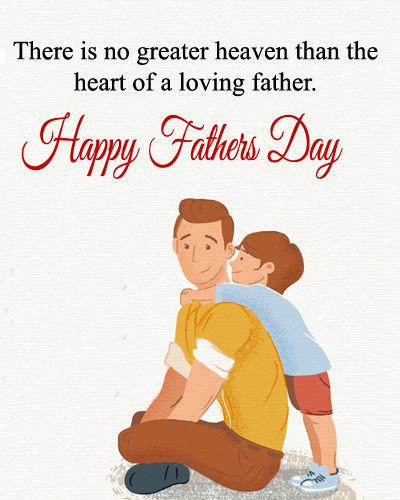 There is no greater heaven than the
heart of a loving father.
Happy Fathers Day